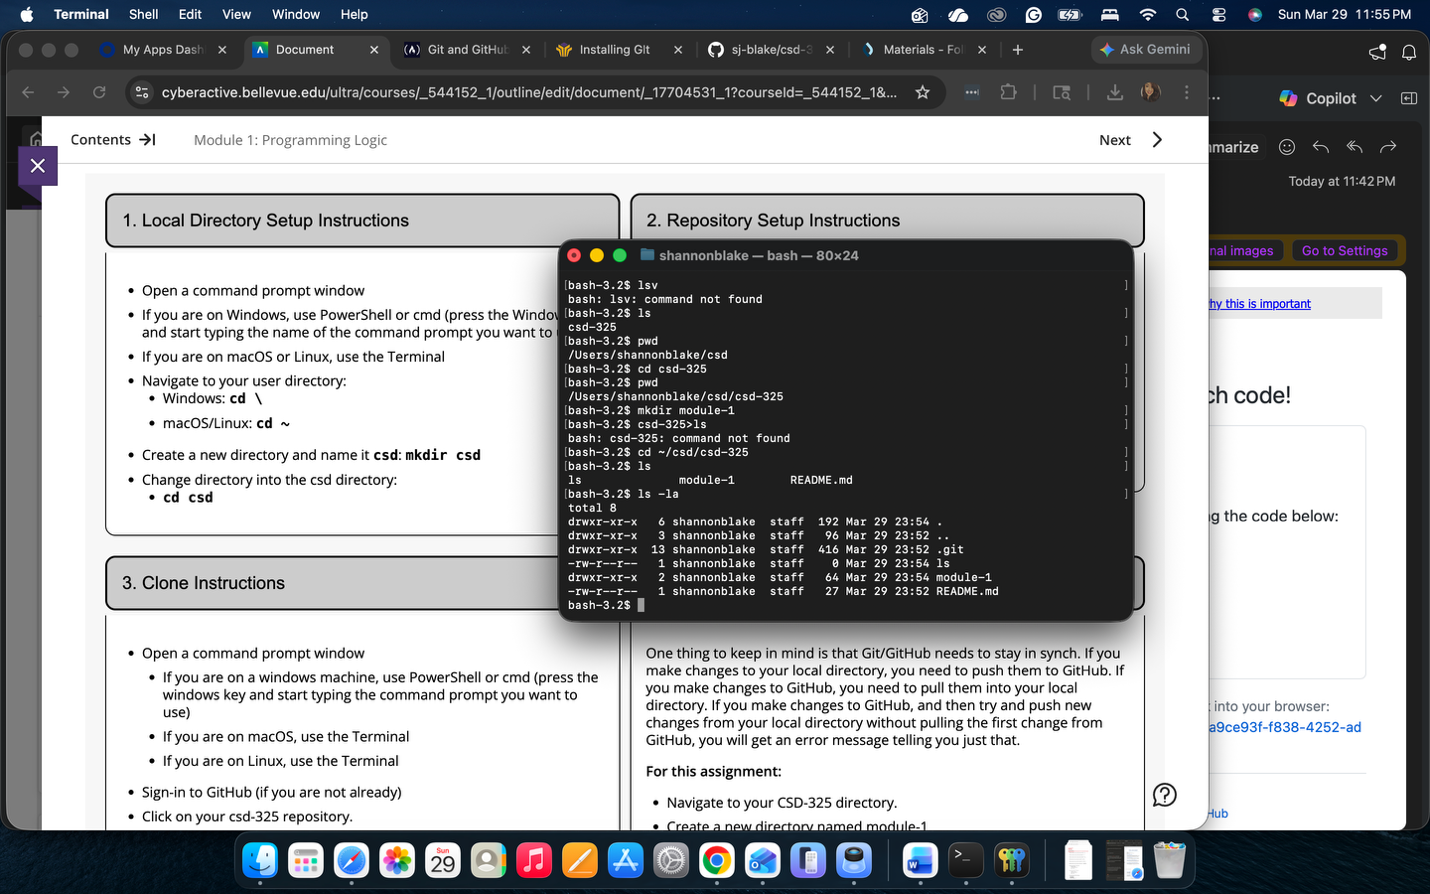 Terminal Shell Edit View Window Help Sun Mar 29 11:55 PM
My Apps Dash Document Git and GitHub Installing Git sj-blake/csd-3 Materials - Fol Ask Gemini
cyberactive.bellevue.edu/ultra/courses/_544152_1/outline/edit/document/_17704531_1?courseId=_544152_1&...
Copilot
Contents Module 1: Programming Logic Next
mmarize
Today at 11:42 PM
1. Local Directory Setup Instructions
2. Repository Setup Instructions
nal images Go to Settings
hy this is important
Open a command prompt window
If you are on Windows, use PowerShell or cmd (press the Window
and start typing the name of the command prompt you want to
If you are on macOS or Linux, use the Terminal
Navigate to your user directory:
Windows: cd \
macOS/Linux: cd ~
Create a new directory and name it csd: mkdir csd
Change directory into the csd directory:
cd csd
shannonblake — bash — 80×24
[bash-3.2$ lsv ]
bash: lsv: command not found
[bash-3.2$ ls ]
csd-325
[bash-3.2$ pwd ]
/Users/shannonblake/csd
[bash-3.2$ cd csd-325 ]
[bash-3.2$ pwd ]
/Users/shannonblake/csd/csd-325
[bash-3.2$ mkdir module-1 ]
[bash-3.2$ csd-325>ls ]
bash: csd-325: command not found
[bash-3.2$ cd ~/csd/csd-325 ]
[bash-3.2$ ls ]
ls module-1 README.md
[bash-3.2$ ls -la ]
total 8
drwxr-xr-x 6 shannonblake staff 192 Mar 29 23:54 .
drwxr-xr-x 3 shannonblake staff 96 Mar 29 23:52 ..
drwxr-xr-x 13 shannonblake staff 416 Mar 29 23:52 .git
-rw-r--r-- 1 shannonblake staff 0 Mar 29 23:54 ls
drwxr-xr-x 2 shannonblake staff 64 Mar 29 23:54 module-1
-rw-r--r-- 1 shannonblake staff 27 Mar 29 23:52 README.md
bash-3.2$
ch code!
g the code below:
3. Clone Instructions
Open a command prompt window
If you are on a windows machine, use PowerShell or cmd (press the
windows key and start typing the command prompt you want to
use)
If you are on macOS, use the Terminal
If you are on Linux, use the Terminal
Sign-in to GitHub (if you are not already)
Click on your csd-325 repository.
One thing to keep in mind is that Git/GitHub needs to stay in synch. If you
make changes to your local directory, you need to push them to GitHub. If
you make changes to GitHub, you need to pull them into your local
directory. If you make changes to GitHub, and then try and push new
changes from your local directory without pulling the first change from
GitHub, you will get an error message telling you just that.
For this assignment:
Navigate to your CSD-325 directory.
Create a new directory named module-1
into your browser:
a9ce93f-f838-4252-ad
Hub
Sun
29